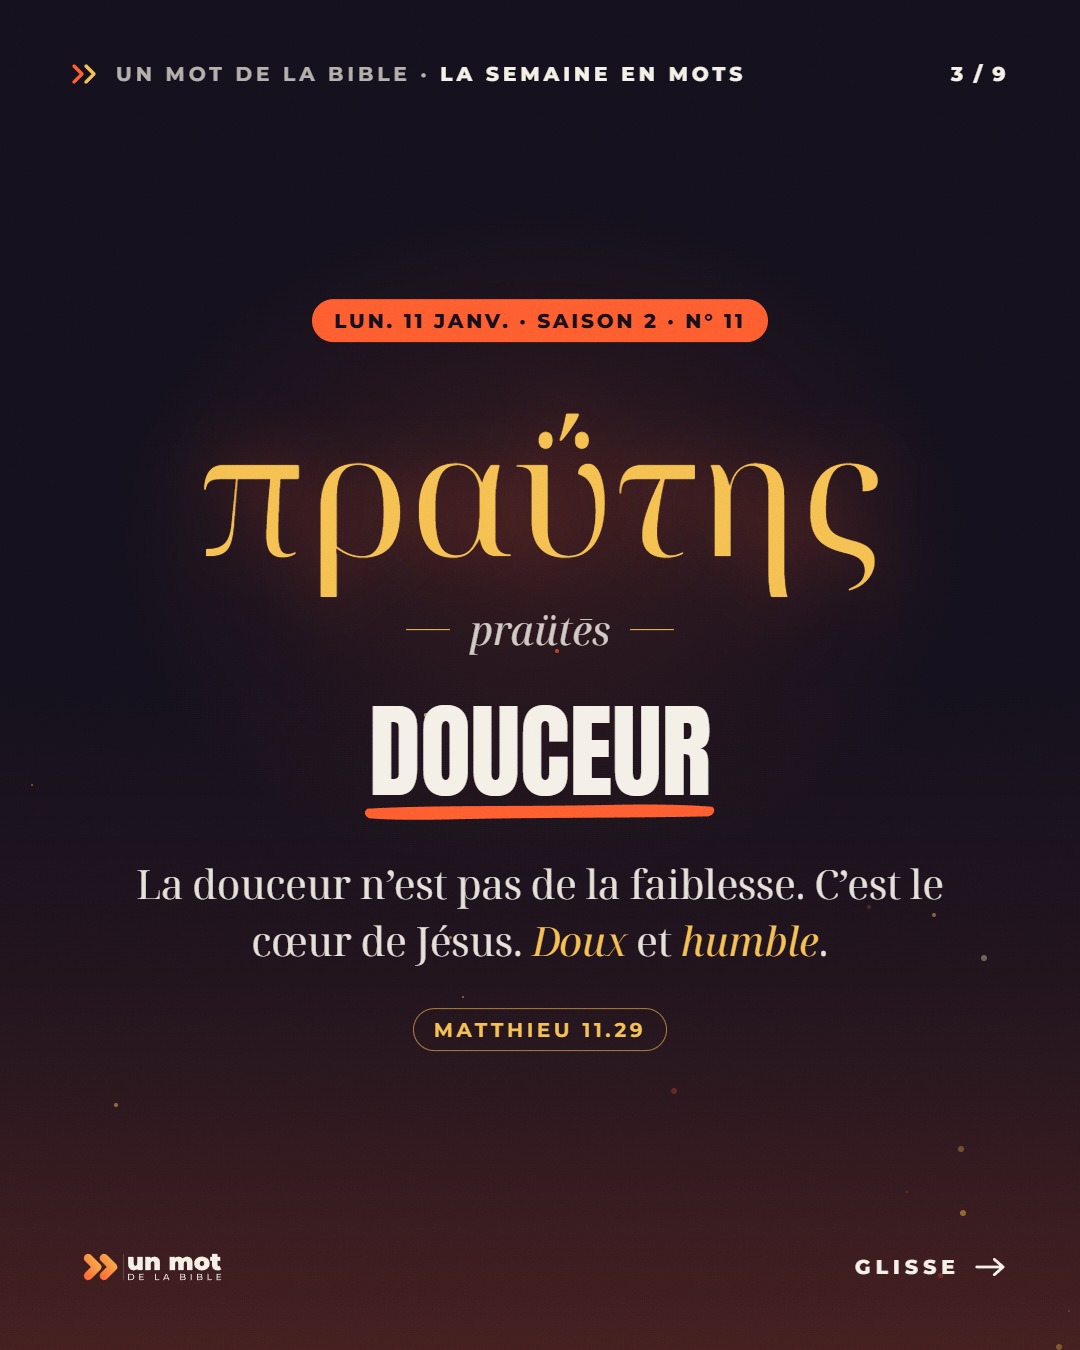 UN MOT DE LA BIBLE · LA SEMAINE EN MOTS
3 / 9
LUN. 11 JANV. · SAISON 2 · N° 11
πραΰτης
praütēs
DOUCEUR
La douceur n’est pas de la faiblesse. C’est le
cœur de Jésus. Doux et humble.
MATTHIEU 11.29
un mot
DE LA BIBLE
GLISSE →